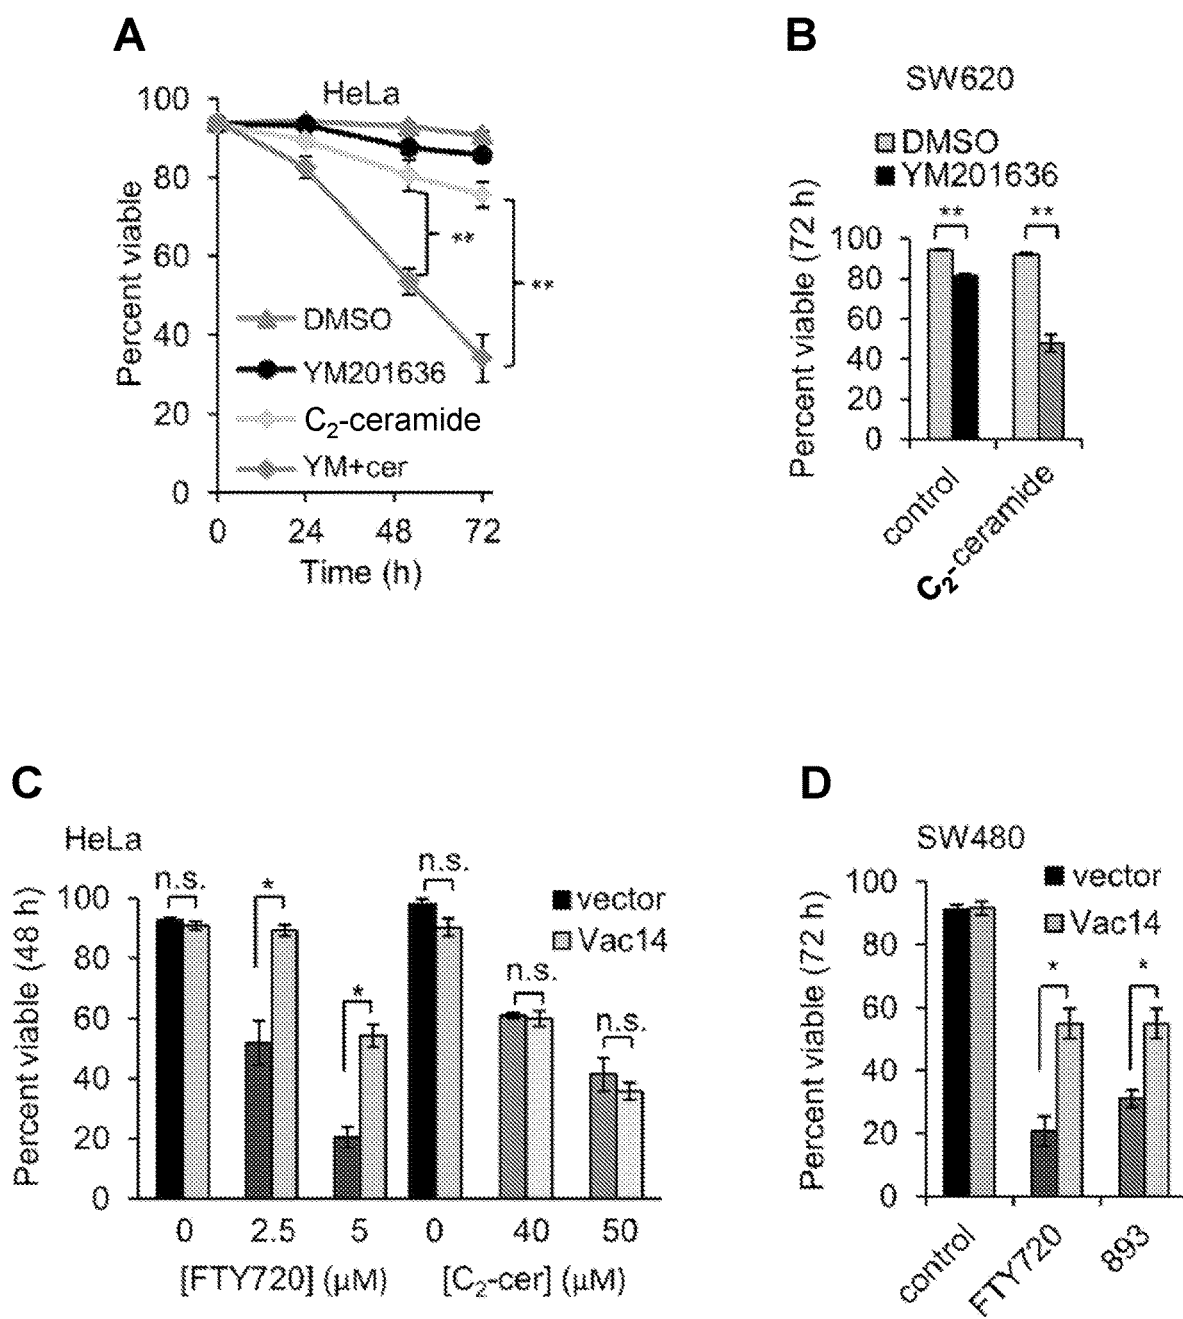 A
HeLa
Percent viable
100
80
60
40
20
0
**
**
DMSO
YM201636
C2-ceramide
YM+cer
0 24 48 72
Time (h)
B
SW620
DMSO
YM201636
Percent viable (72 h)
** **
100
80
60
40
20
0
control
C2-ceramide
C
HeLa
Percent viable (48 h)
n.s. * * n.s. n.s. n.s.
vector
Vac14
100
80
60
40
20
0
0 2.5 5 0 40 50
[FTY720] (µM) [C2-cer] (µM)
D
SW480
vector
Vac14
Percent viable (72 h)
100
80
60
40
20
0
* *
control
FTY720
893